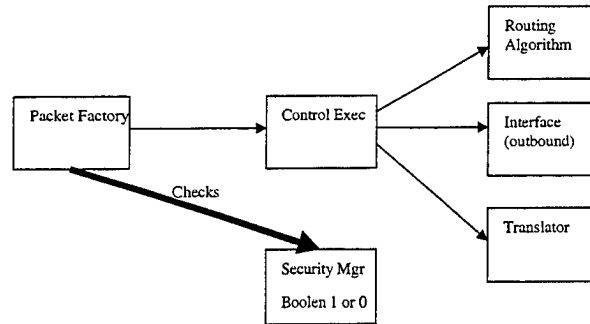 Routing
Algorithm
Packet Factory
Control Exec
Interface
(outbound)
Checks
Translator
Security Mgr
Boolen 1 or 0